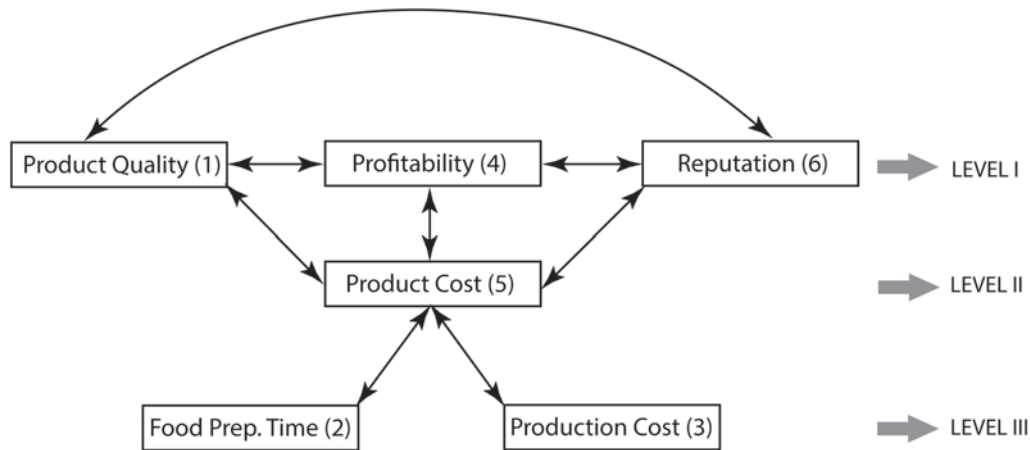 Product Quality (1)
Profitability (4)
Reputation (6)
LEVEL I
Product Cost (5)
LEVEL II
Food Prep. Time (2)
Production Cost (3)
LEVEL III